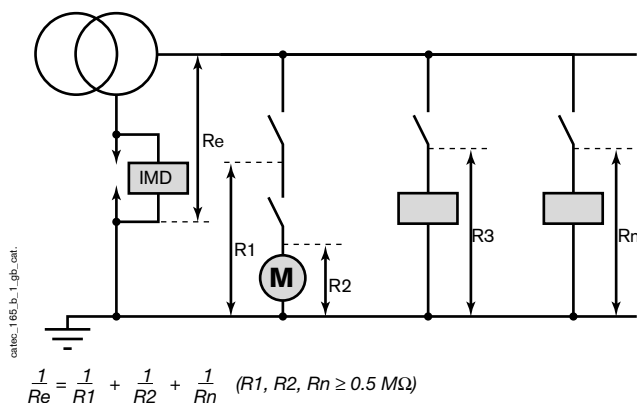 Re
IMD
R1
M
R2
R3
Rn
catec_165_b_1_gb_cat.
1/Re = 1/R1 + 1/R2 + 1/Rn (R1, R2, Rn ≥ 0.5 MΩ)